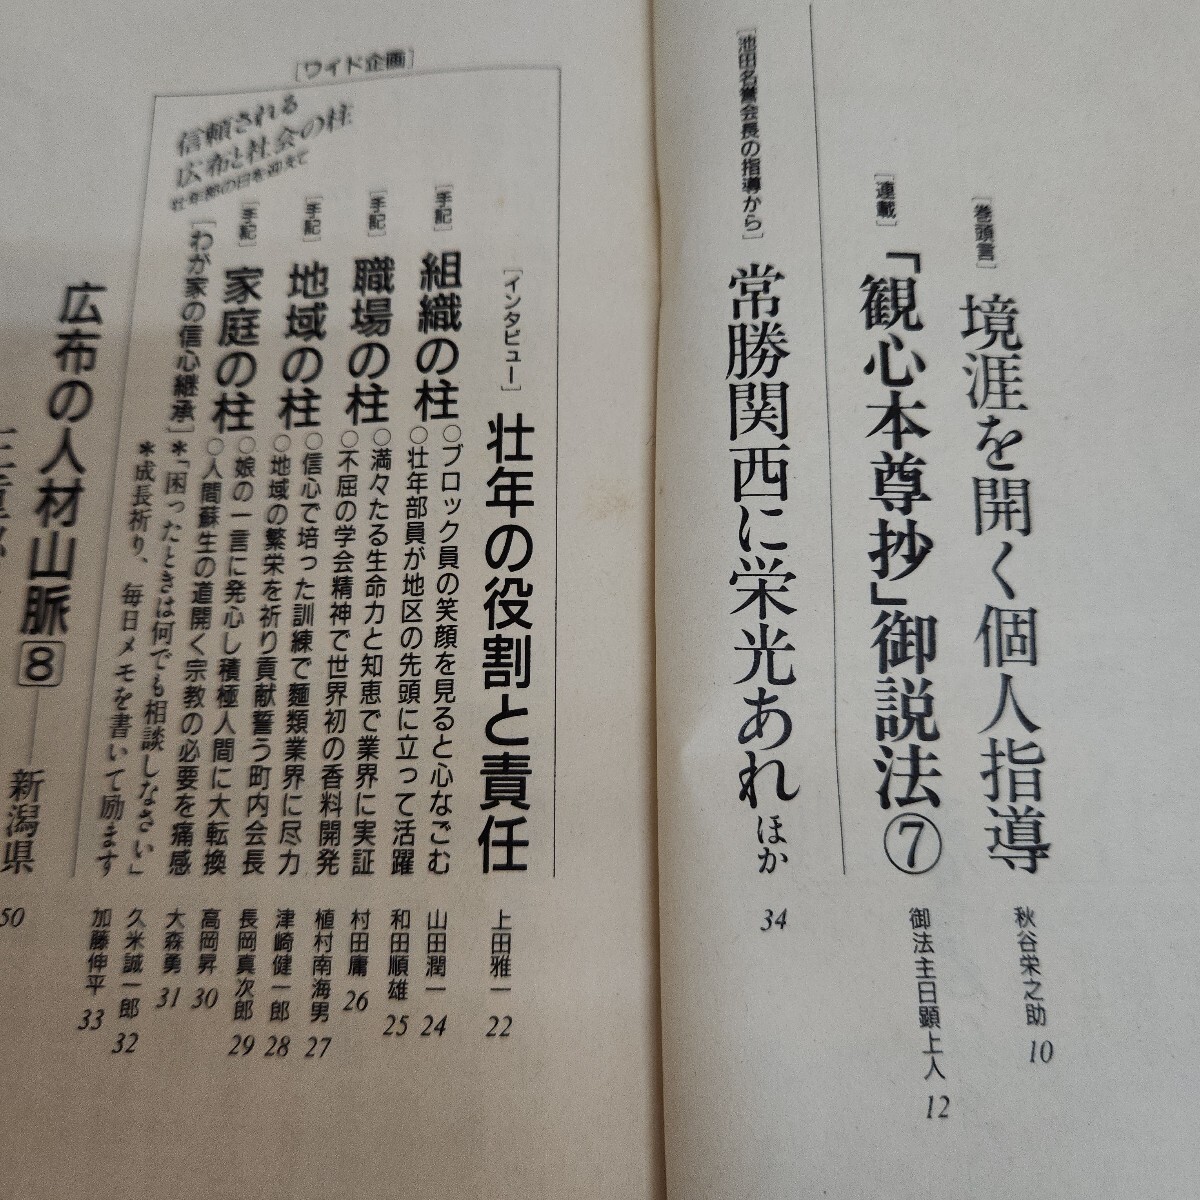 [巻頭言] 境涯を開く個人指導 秋谷栄之助 10
[連載] 「観心本尊抄」御説法⑦ 御法主日顕上人 12
[池田名誉会長の指導から] 常勝関西に栄光あれ ほか 34
[ワイド企画]
信頼される
広布と社会の柱
壮年部の日を迎えて
[インタビュー] 壮年の役割と責任 上田雅一 22
[手記] 組織の柱 ○ブロック員の笑顔を見ると心なごむ 山田潤一 24
○壮年部員が地区の先頭に立って活躍 和田順雄 25
[手記] 職場の柱 ○満々たる生命力と知恵で業界に実証 村田庸 26
○不屈の学会精神で世界初の香料開発 植村南海男 27
[手記] 地域の柱 ○信心で培った訓練で麵類業界に尽力 津崎健一郎 28
○地域の繁栄を祈り貢献誓う町内会長 長岡真次郎 29
[手記] 家庭の柱 ○娘の一言に発心し積極人間に大転換 高岡昇 30
○人間蘇生の道開く宗教の必要を痛感 大森勇 31
[わが家の信心継承] *「困ったときは何でも相談しなさい」 久米誠一郎 32
*成長祈り、毎日メモを書いて励ます 加藤伸平 33
広布の人材山脈 8 ── 新潟県 50